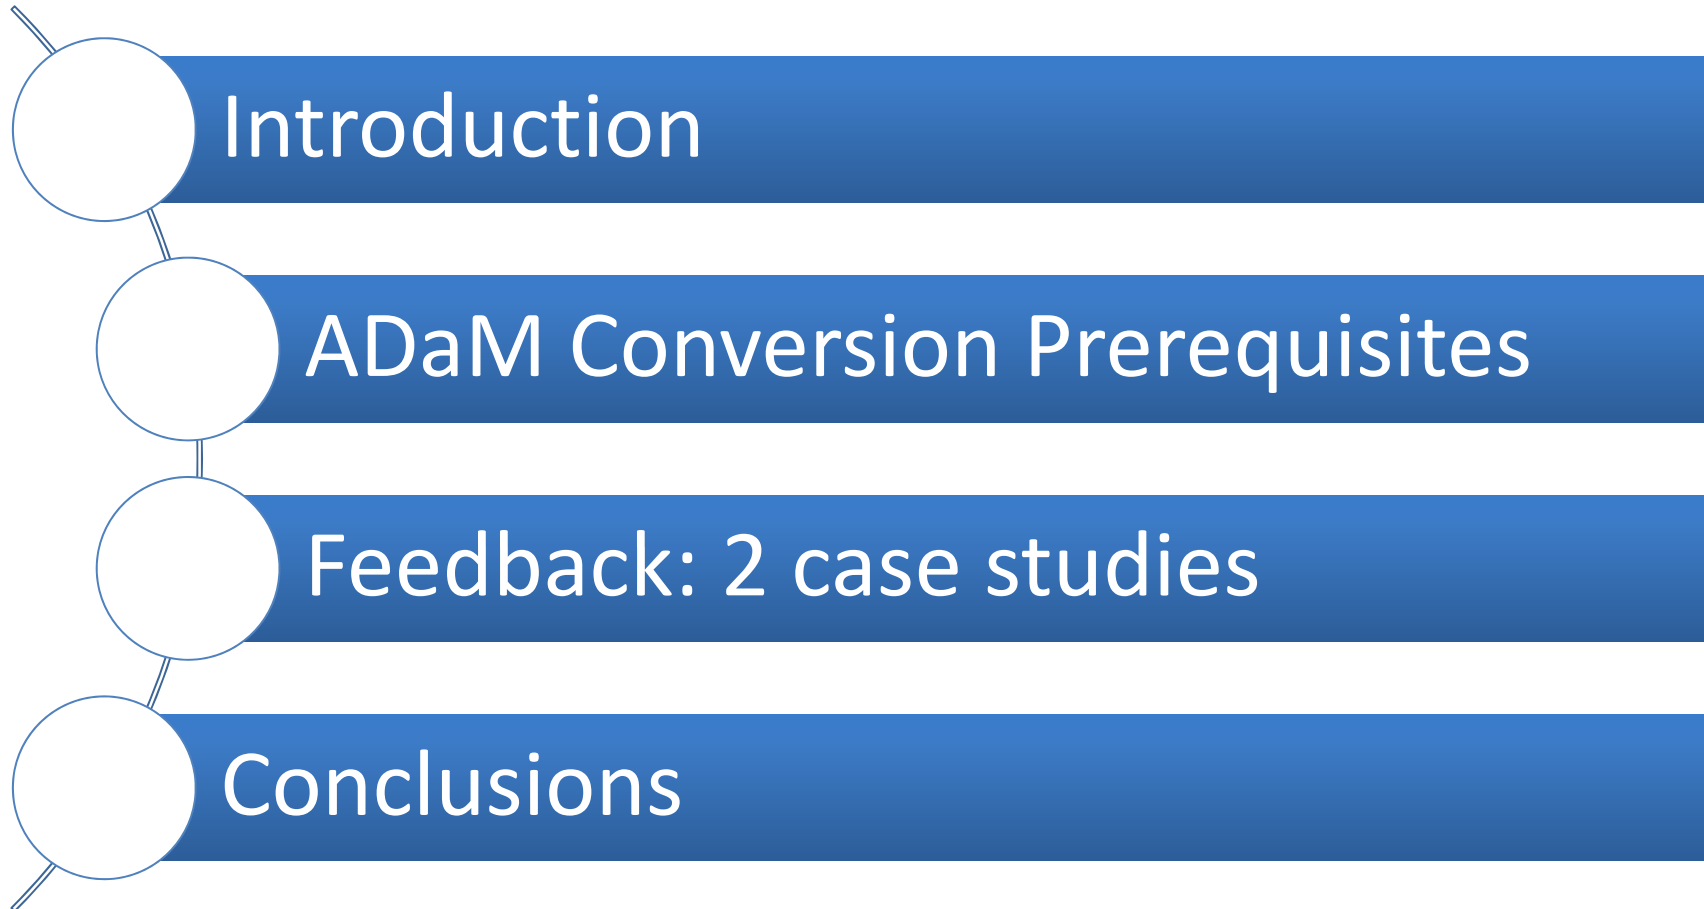 Introduction
ADaM Conversion Prerequisites
Feedback: 2 case studies
Conclusions